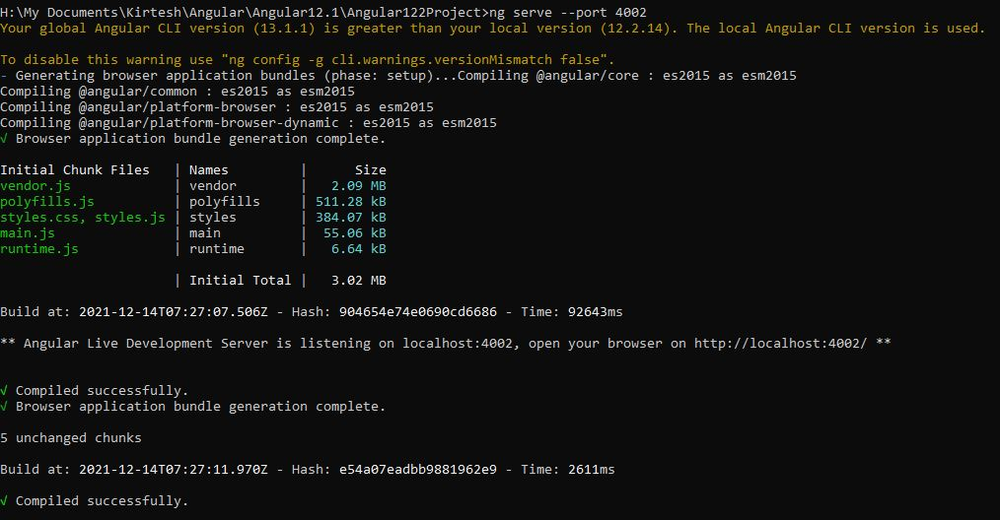 H:\My Documents\Kirtesh\Angular\Angular12.1\Angular122Project>ng serve --port 4002
Your global Angular CLI version (13.1.1) is greater than your local version (12.2.14). The local Angular CLI version is used.
To disable this warning use "ng config -g cli.warnings.versionMismatch false".
- Generating browser application bundles (phase: setup)...Compiling @angular/core : es2015 as esm2015
Compiling @angular/common : es2015 as esm2015
Compiling @angular/platform-browser : es2015 as esm2015
Compiling @angular/platform-browser-dynamic : es2015 as esm2015
√ Browser application bundle generation complete.
Initial Chunk Files   | Names         |      Size
vendor.js             | vendor        |   2.09 MB
polyfills.js          | polyfills     | 511.28 kB
styles.css, styles.js | styles        | 384.07 kB
main.js               | main          |  55.06 kB
runtime.js            | runtime       |   6.64 kB
                      | Initial Total |   3.02 MB
Build at: 2021-12-14T07:27:07.506Z - Hash: 904654e74e0690cd6686 - Time: 92643ms
** Angular Live Development Server is listening on localhost:4002, open your browser on http://localhost:4002/ **
√ Compiled successfully.
√ Browser application bundle generation complete.
5 unchanged chunks
Build at: 2021-12-14T07:27:11.970Z - Hash: e54a07eadbb9881962e9 - Time: 2611ms
√ Compiled successfully.